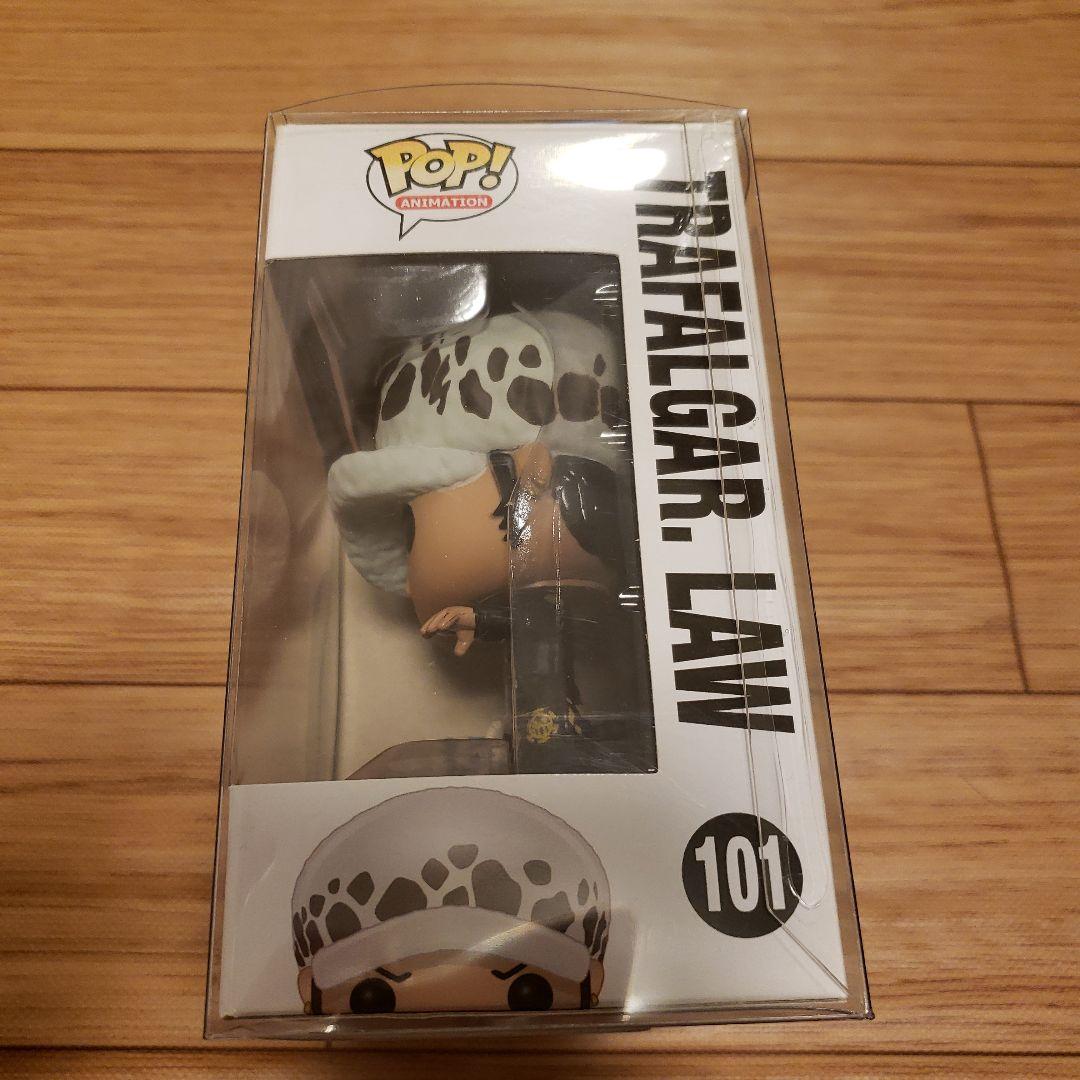 POP!
ANIMATION
TRAFALGAR. LAW
101